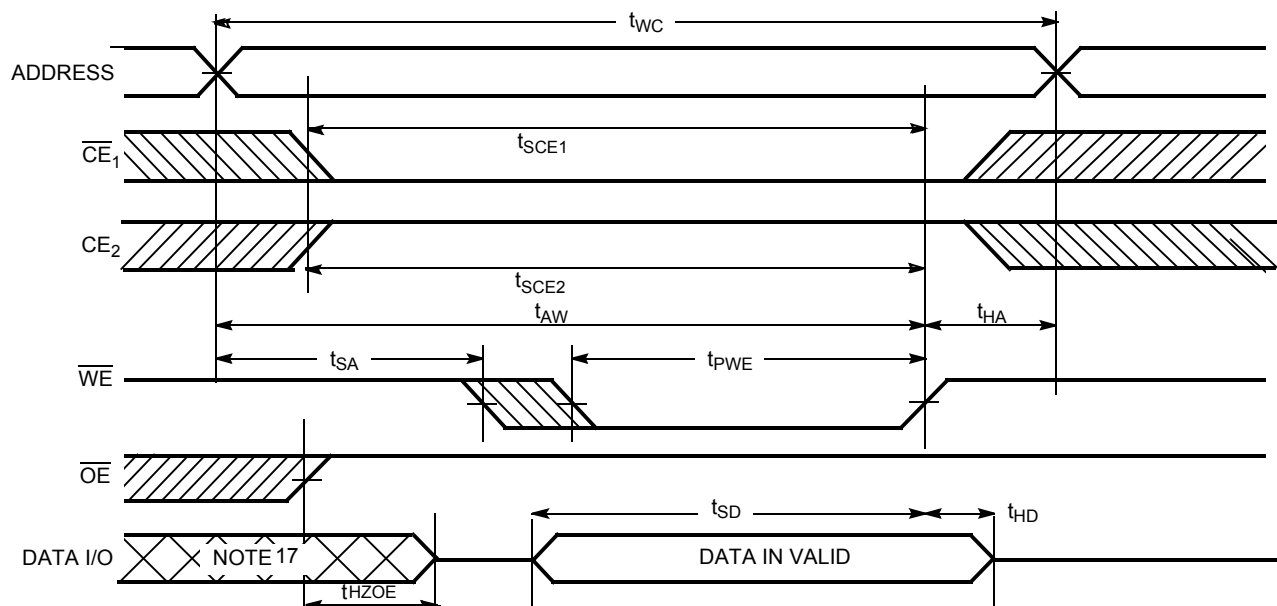 tWC
ADDRESS
tSCE1
CE1
CE2
tSCE2
tAW
tHA
tSA
tPWE
WE
OE
tSD
tHD
DATA I/O
NOTE 17
DATA IN VALID
tHZOE